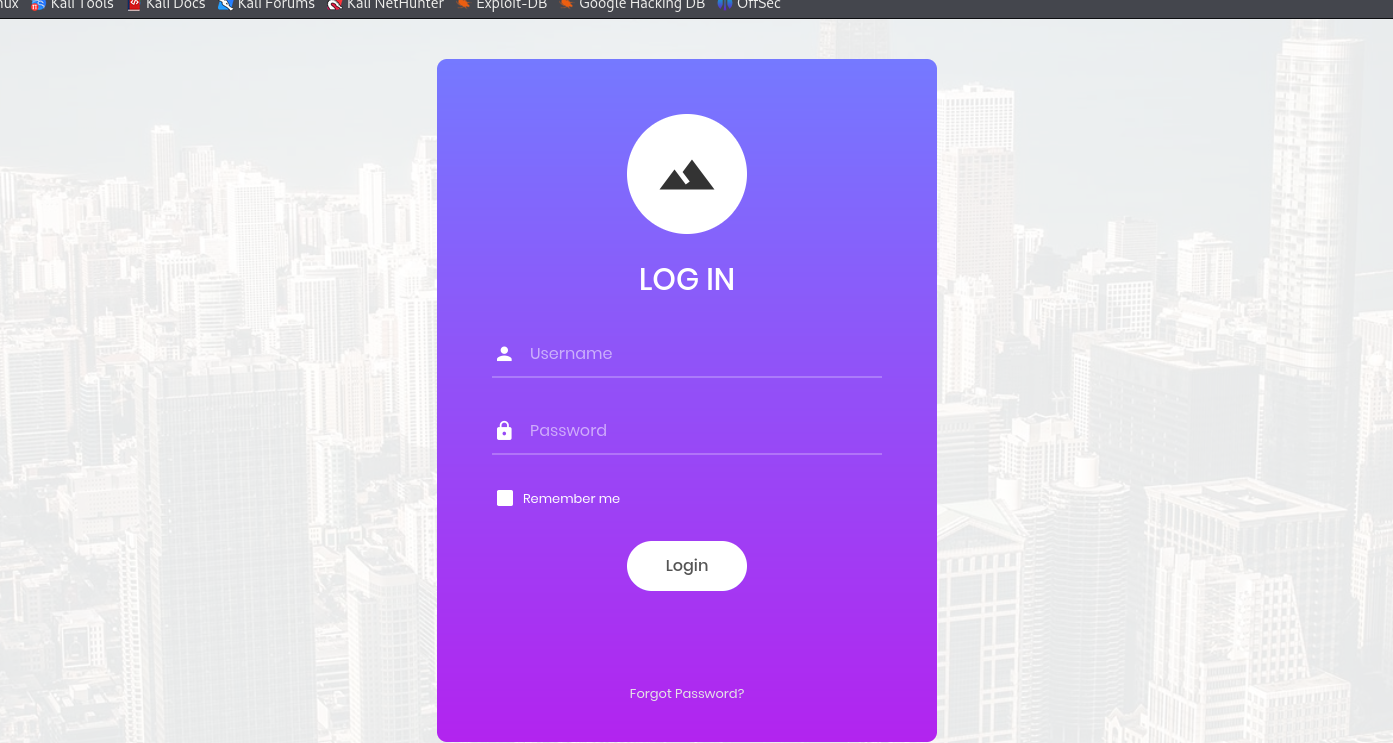 Kali Tools Kali Docs Kali Forums Kali NetHunter Exploit-DB Google Hacking DB OffSec
LOG IN
Username
Password
Remember me
Login
Forgot Password?